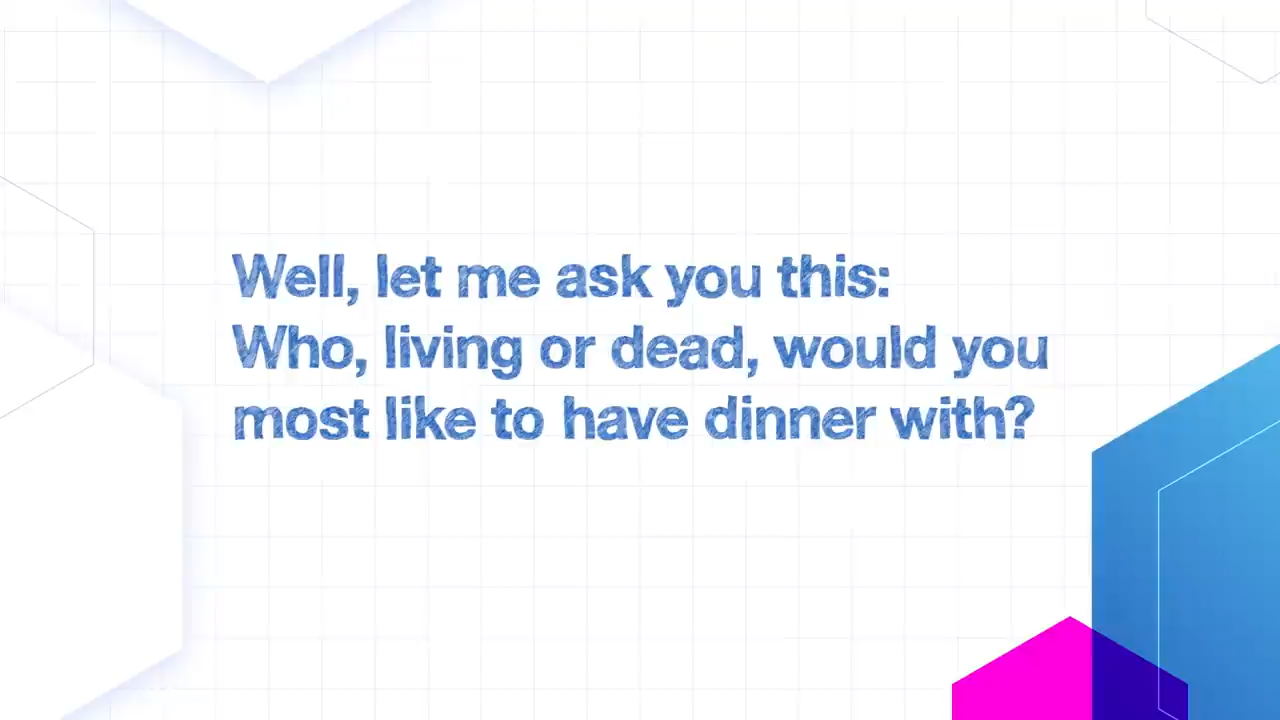 Well, let me ask you this:
Who, living or dead, would you
most like to have dinner with?